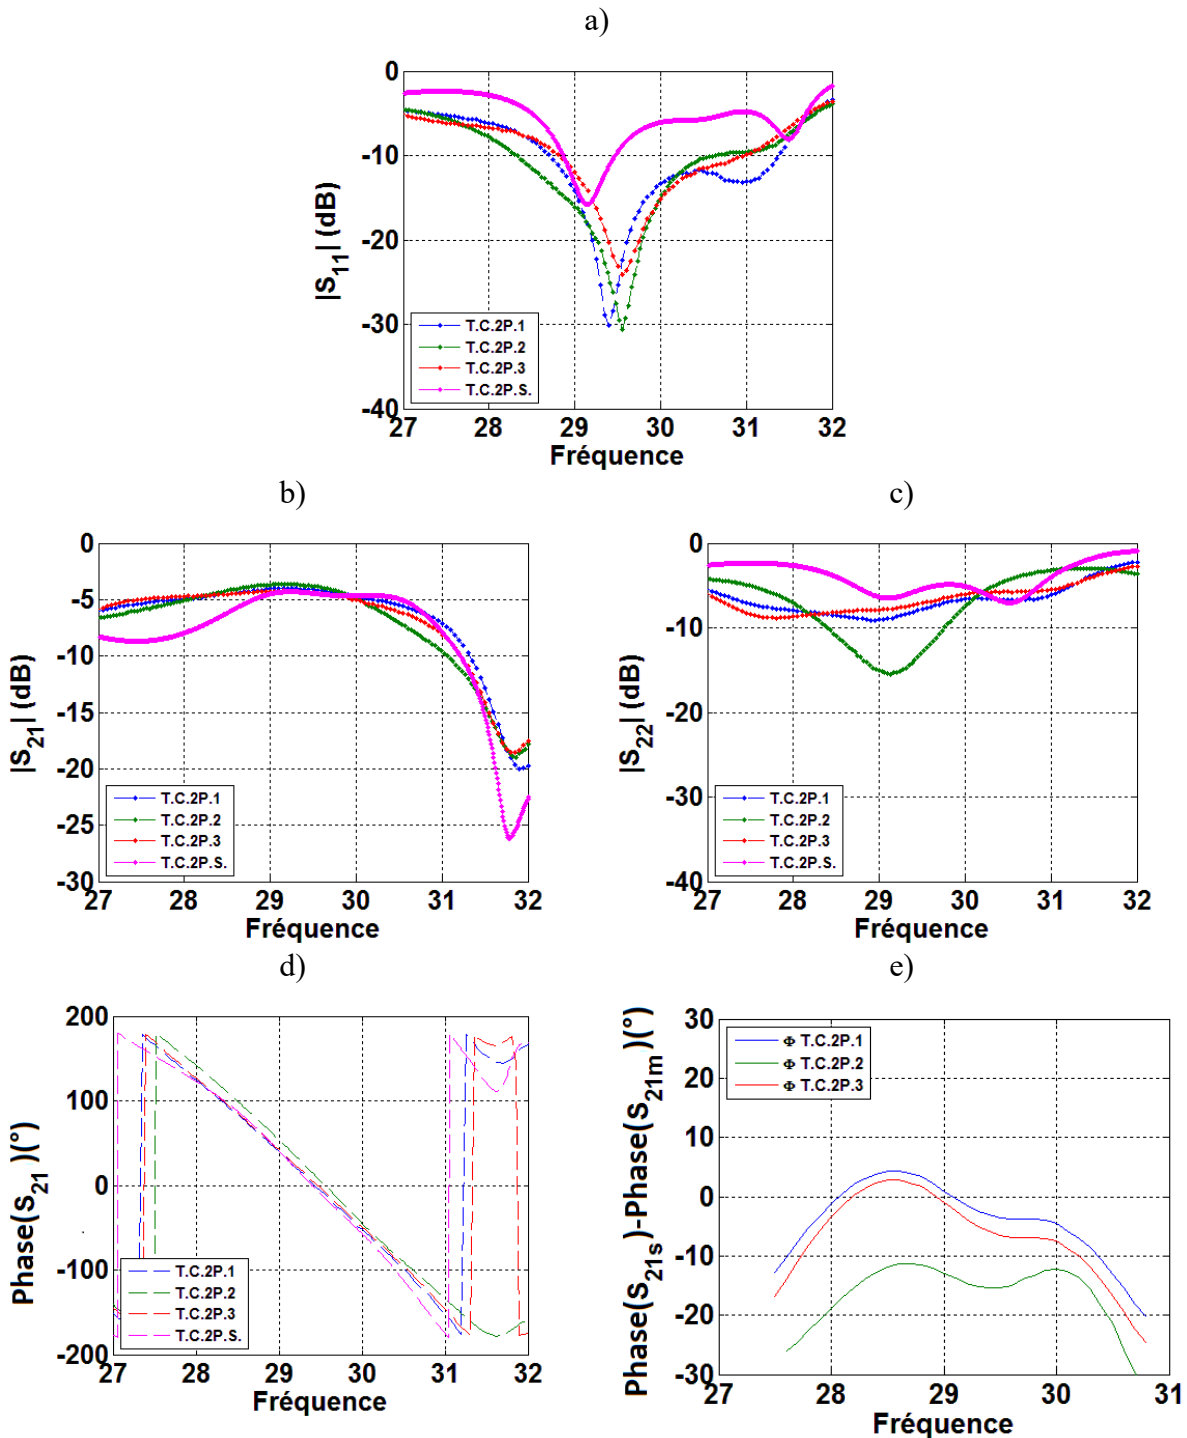 a)
0
-10
-20
-30
-40
|S11| (dB)
T.C.2P.1
T.C.2P.2
T.C.2P.3
T.C.2P.S.
27 28 29 30 31 32
Fréquence
b)
0
-5
-10
-15
-20
-25
-30
|S21| (dB)
T.C.2P.1
T.C.2P.2
T.C.2P.3
T.C.2P.S.
27 28 29 30 31 32
Fréquence
c)
0
-10
-20
-30
-40
|S22| (dB)
T.C.2P.1
T.C.2P.2
T.C.2P.3
T.C.2P.S.
27 28 29 30 31 32
Fréquence
d)
200
100
0
-100
-200
Phase(s21)(°)
T.C.2P.1
T.C.2P.2
T.C.2P.3
T.C.2P.S.
27 28 29 30 31 32
Fréquence
e)
30
20
10
0
-10
-20
-30
Phase(s21s)-Phase(s21m)(°)
Φ T.C.2P.1
Φ T.C.2P.2
Φ T.C.2P.3
27 28 29 30 31
Fréquence